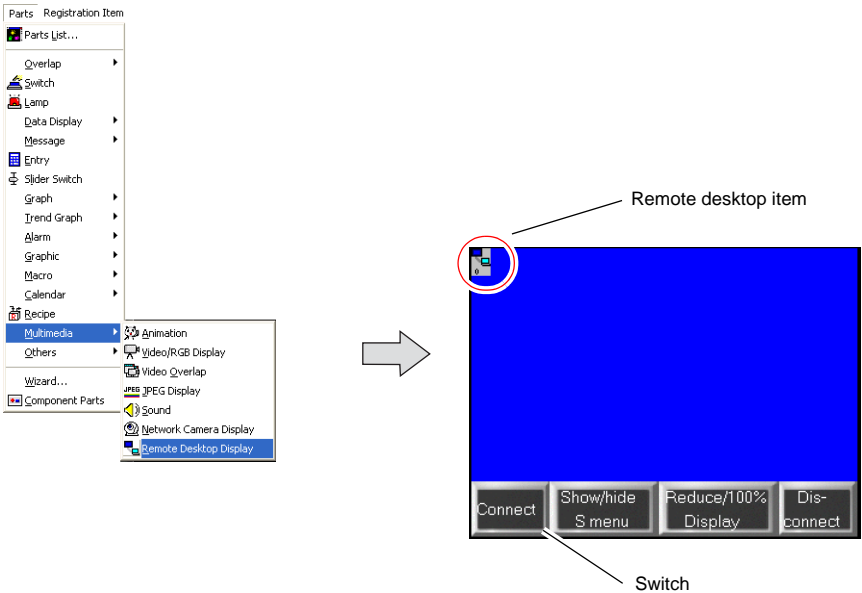 Parts Registration Item
Parts List...
Overlap
Switch
Lamp
Data Display
Message
Entry
Slider Switch
Graph
Trend Graph
Alarm
Graphic
Macro
Calendar
Recipe
Multimedia
Others
Wizard...
Component Parts
Animation
Video/RGB Display
Video Overlap
JPEG JPEG Display
Sound
Network Camera Display
Remote Desktop Display
Remote desktop item
0
Connect
Show/hide
S menu
Reduce/100%
Display
Dis-
connect
Switch